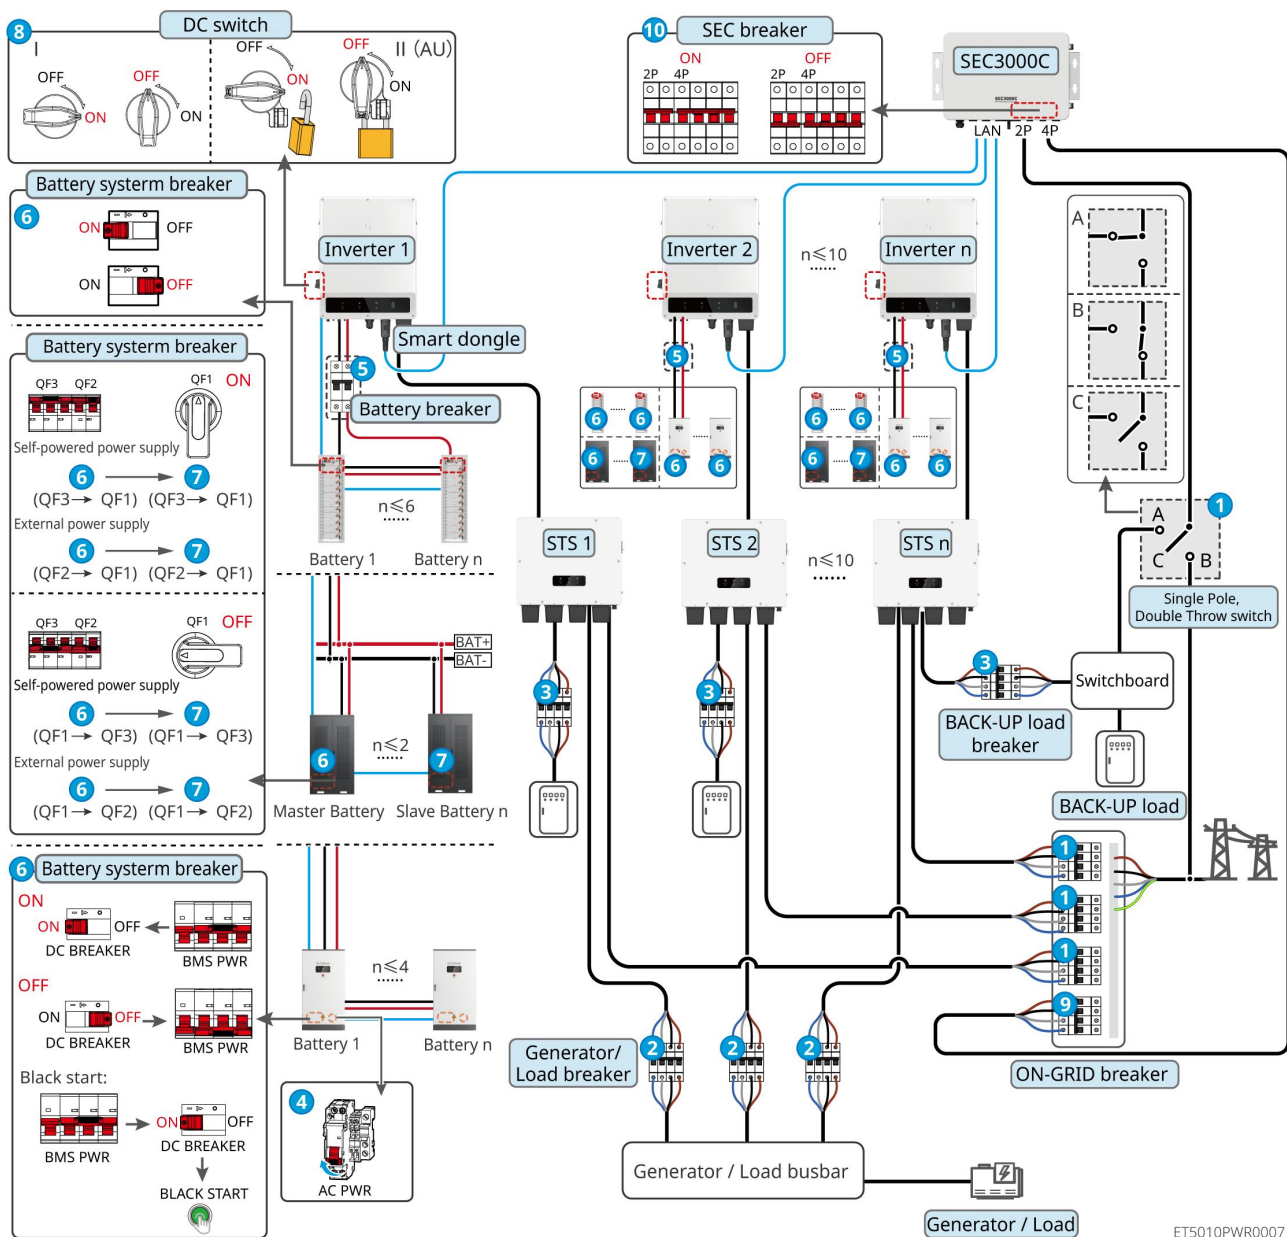 8
DC switch
I
II (AU)
OFF
ON
OFF
ON
OFF
ON
OFF
ON
10
SEC breaker
ON
2P 4P
OFF
2P 4P
SEC3000C
SEC3000C
LAN 2P 4P
Battery systerm breaker
6
ON OFF
ON OFF
Inverter 1
Inverter 2
n≤10
......
Inverter n
Smart dongle
5
Battery breaker
5
5
6 ...... 6
6 ...... 7
6 6
6 ...... 6
6 ...... 7
6 6
A
B
C
Battery systerm breaker
QF3 QF2
QF1 ON
Self-powered power supply
6 7
(QF3→ QF1) (QF3→ QF1)
External power supply
6 7
(QF2→ QF1) (QF2→ QF1)
QF3 QF2
QF1 OFF
Self-powered power supply
6 7
(QF1→ QF3) (QF1→ QF3)
External power supply
6 7
(QF1→ QF2) (QF1→ QF2)
n≤6
......
Battery 1
Battery n
BAT+
BAT-
6
n≤2
......
7
Master Battery
Slave Battery n
STS 1
STS 2
n≤10
......
STS n
A
C
B
1
Single Pole,
Double Throw switch
3
3
3
BACK-UP load
breaker
Switchboard
BACK-UP load
1
1
1
9
ON-GRID breaker
6
Battery systerm breaker
ON
ON OFF
DC BREAKER
BMS PWR
OFF
ON OFF
DC BREAKER
BMS PWR
Black start:
BMS PWR
ON OFF
DC BREAKER
BLACK START
n≤4
......
Battery 1
Battery n
4
AC PWR
Generator/
Load breaker
2
2
2
Generator / Load busbar
Generator / Load
ET5010PWR0007